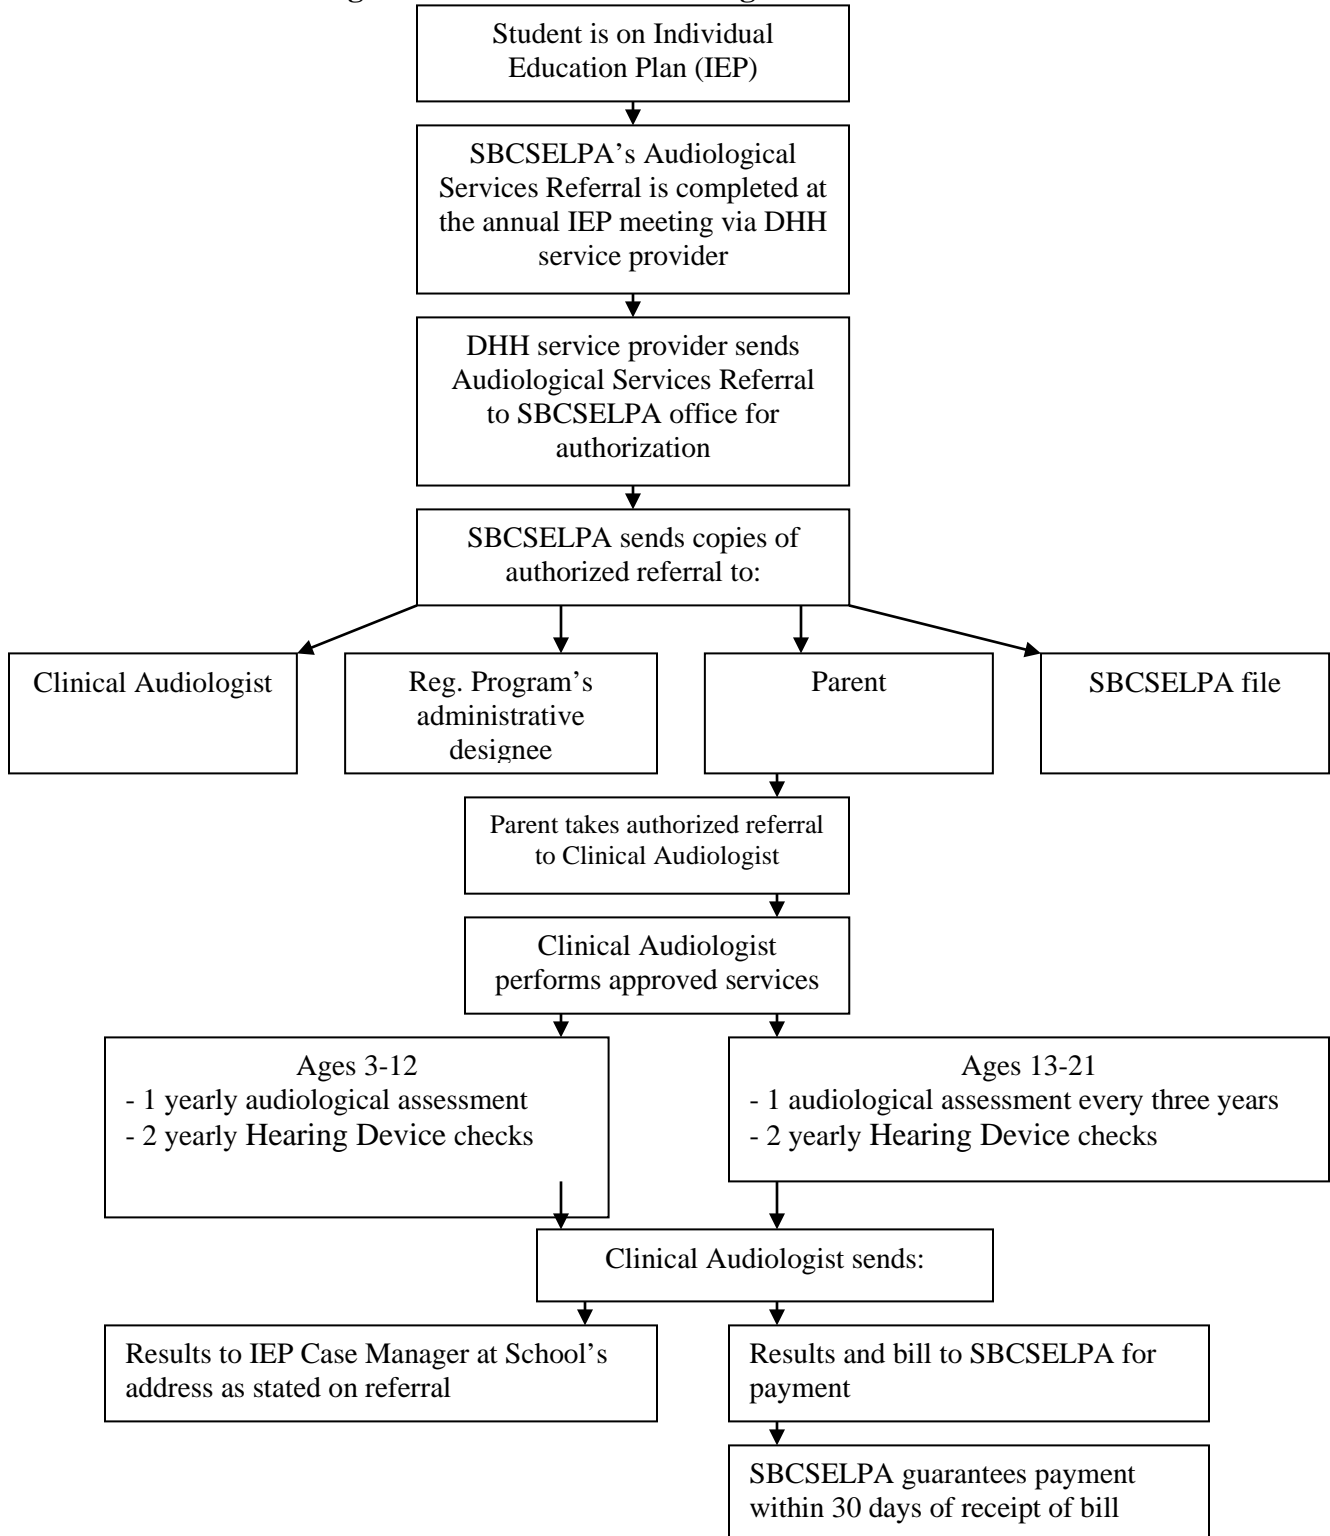 Student is on Individual
Education Plan (IEP)
SBCSELPA’s Audiological
Services Referral is completed at
the annual IEP meeting via DHH
service provider
DHH service provider sends
Audiological Services Referral
to SBCSELPA office for
authorization
SBCSELPA sends copies of
authorized referral to:
Clinical Audiologist
Reg. Program’s
administrative
designee
Parent
SBCSELPA file
Parent takes authorized referral
to Clinical Audiologist
Clinical Audiologist
performs approved services
Ages 3-12
- 1 yearly audiological assessment
- 2 yearly Hearing Device checks
Ages 13-21
- 1 audiological assessment every three years
- 2 yearly Hearing Device checks
Clinical Audiologist sends:
Results to IEP Case Manager at School’s
address as stated on referral
Results and bill to SBCSELPA for
payment
SBCSELPA guarantees payment
within 30 days of receipt of bill